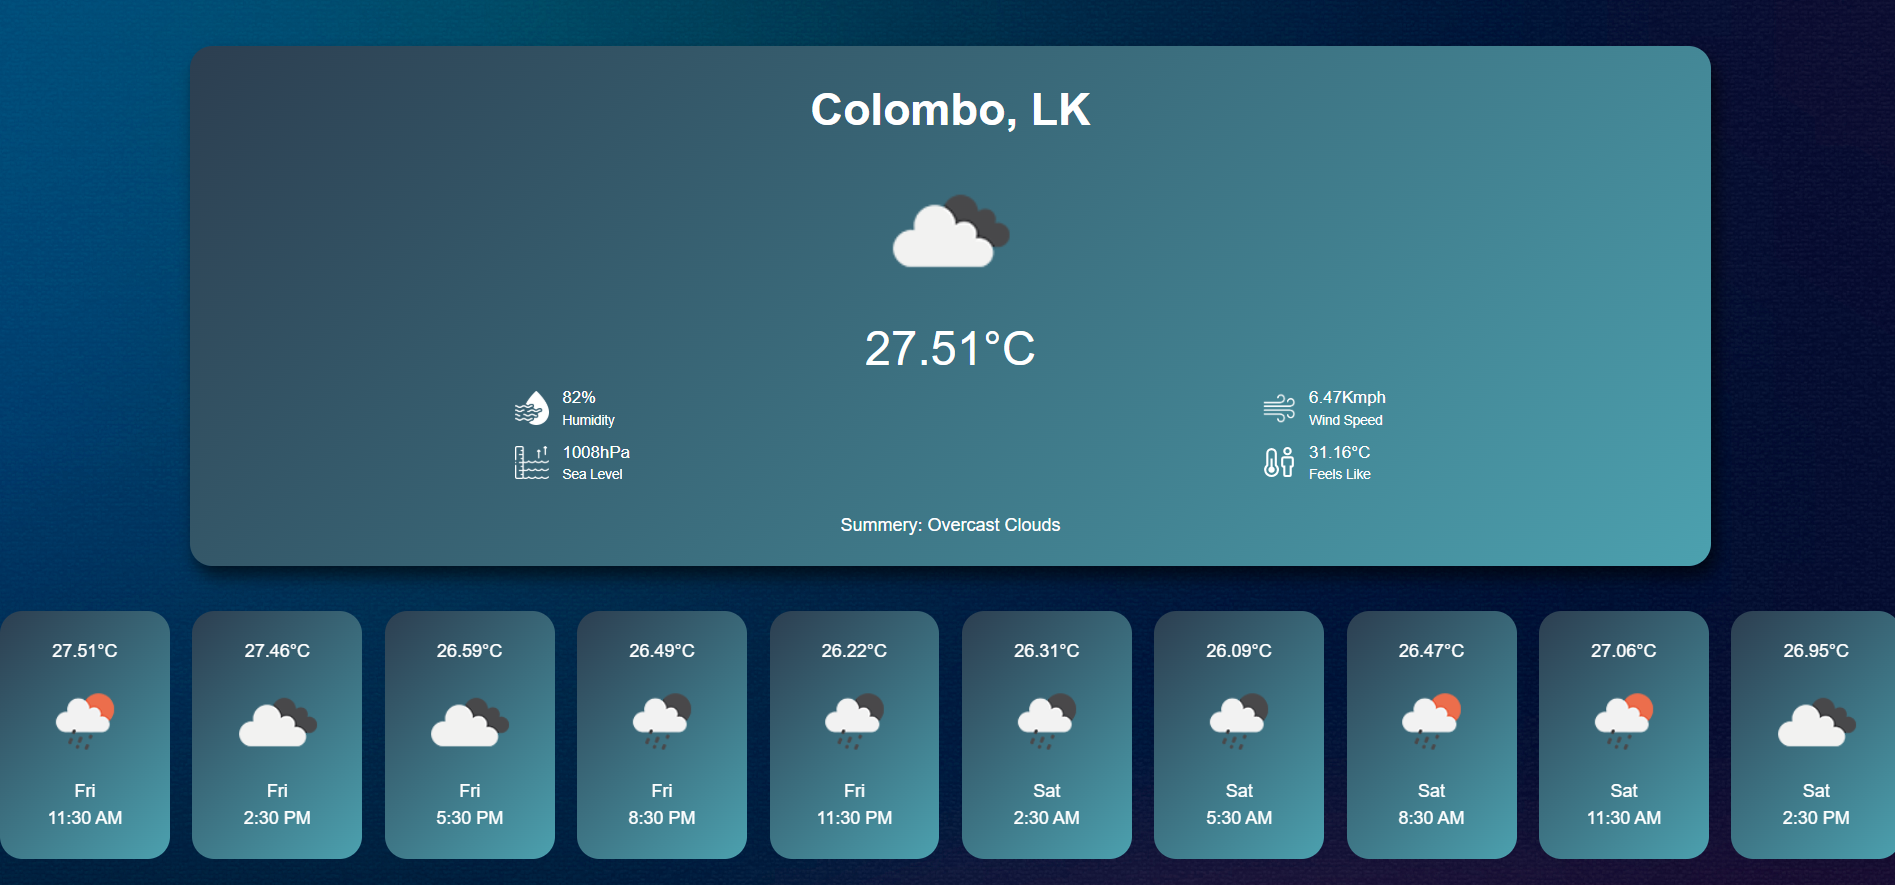 Colombo, LK
27.51°C
82%
Humidity
6.47Kmph
Wind Speed
1008hPa
Sea Level
31.16°C
Feels Like
Summery: Overcast Clouds
27.51°C
Fri
11:30 AM
27.46°C
Fri
2:30 PM
26.59°C
Fri
5:30 PM
26.49°C
Fri
8:30 PM
26.22°C
Fri
11:30 PM
26.31°C
Sat
2:30 AM
26.09°C
Sat
5:30 AM
26.47°C
Sat
8:30 AM
27.06°C
Sat
11:30 AM
26.95°C
Sat
2:30 PM